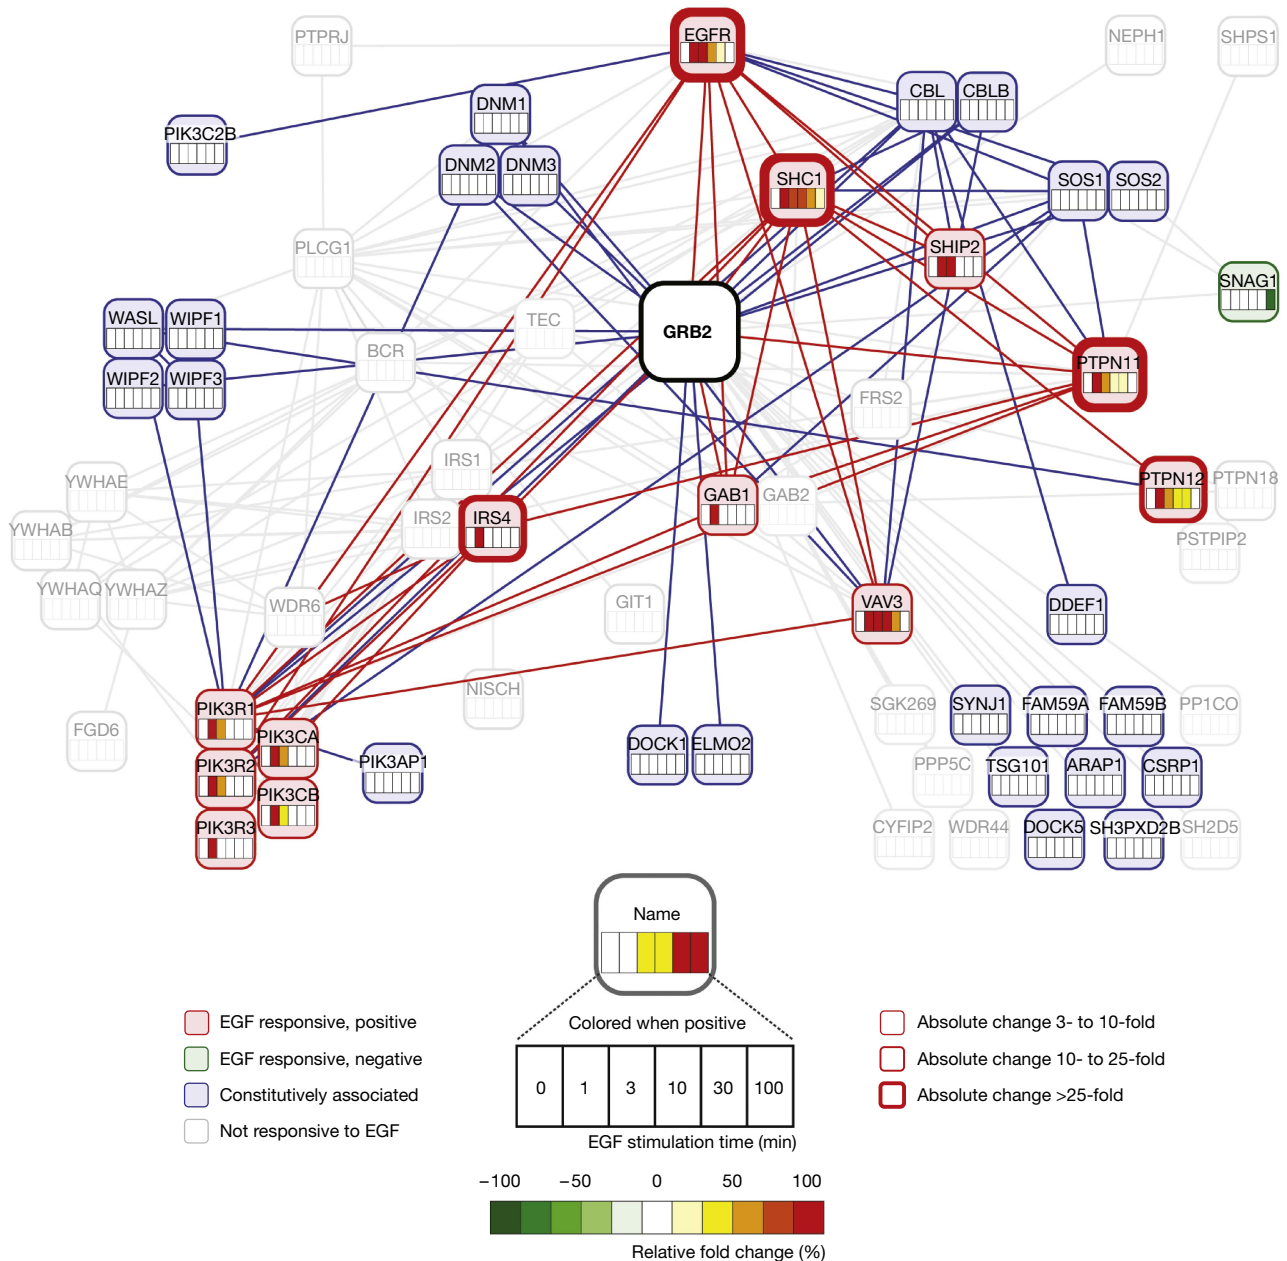 EGFR
PTPRJ
NEPH1
SHPS1
CBL
CBLB
DNM1
PIK3C2B
DNM2
DNM3
SHC1
SOS1
SOS2
PLCG1
SHIP2
SNAG1
WASL
WIPF1
TEC
GRB2
BCR
PTPN11
WIPF2
WIPF3
FRS2
IRS1
YWHAE
PTPN12
PTPN18
GAB1
GAB2
IRS2
IRS4
YWHAB
PSTPIP2
YWHAQ
YWHAZ
WDR6
GIT1
VAV3
DDEF1
NISCH
PIK3R1
SGK269
SYNJ1
FAM59A
FAM59B
PP1CO
FGD6
PIK3CA
PIK3AP1
DOCK1
ELMO2
PIK3R2
PPP5C
TSG101
ARAP1
CSRP1
PIK3CB
PIK3R3
CYFIP2
WDR44
DOCK5
SH3PXD2B
SH2D5
Name
Colored when positive
0 1 3 10 30 100
EGF stimulation time (min)
EGF responsive, positive
EGF responsive, negative
Constitutively associated
Not responsive to EGF
Absolute change 3- to 10-fold
Absolute change 10- to 25-fold
Absolute change >25-fold
−100 −50 0 50 100
Relative fold change (%)